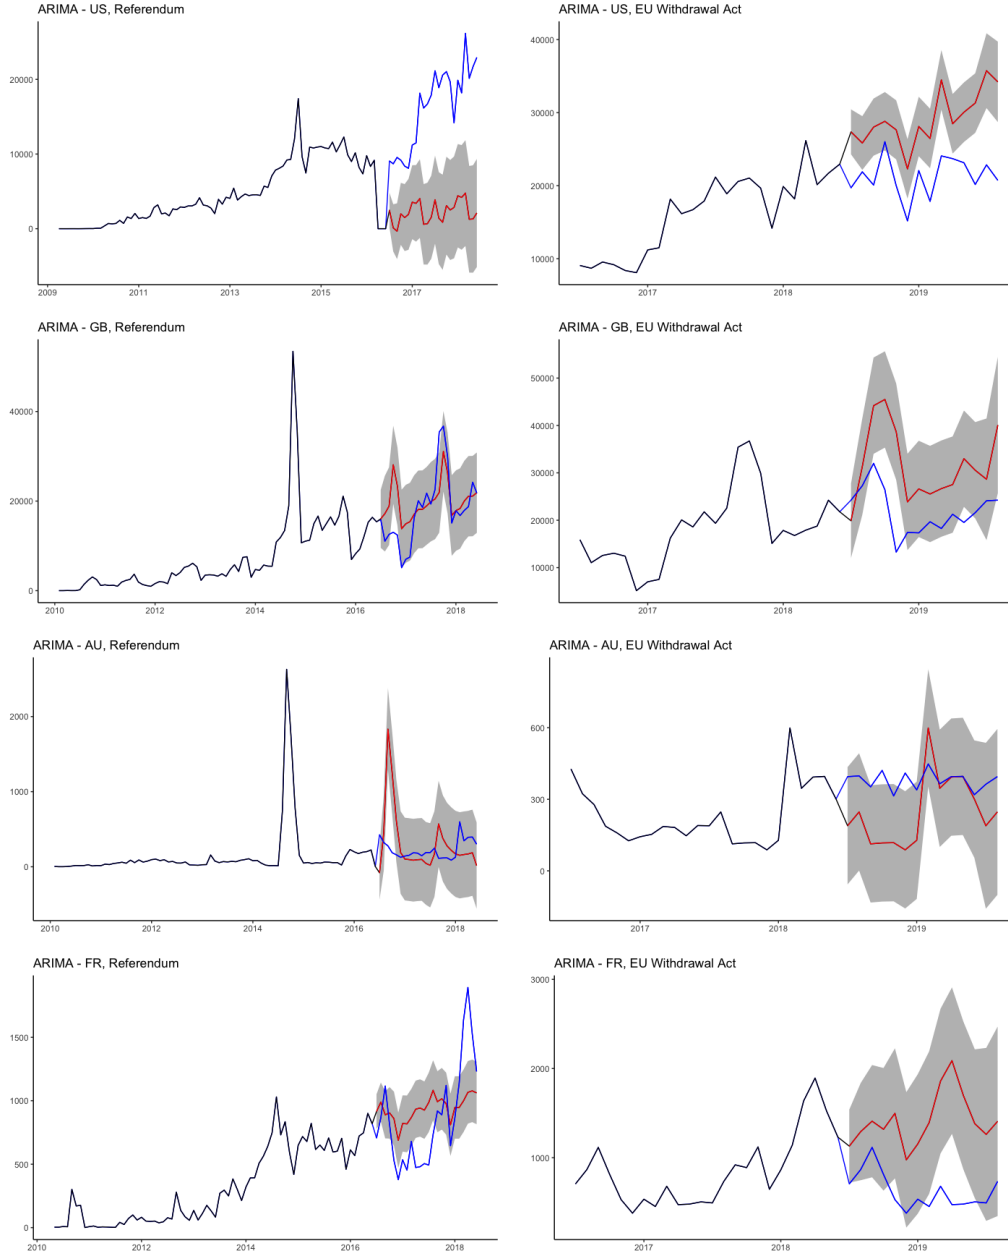 ARIMA - US, Referendum
20000
10000
0
2009 2011 2013 2015 2017
ARIMA - US, EU Withdrawal Act
40000
30000
20000
10000
2017 2018 2019
ARIMA - GB, Referendum
40000
20000
0
2010 2012 2014 2016 2018
ARIMA - GB, EU Withdrawal Act
50000
40000
30000
20000
10000
2017 2018 2019
ARIMA - AU, Referendum
2000
1000
0
2010 2012 2014 2016 2018
ARIMA - AU, EU Withdrawal Act
600
300
0
2017 2018 2019
ARIMA - FR, Referendum
1500
1000
500
0
2010 2012 2014 2016 2018
ARIMA - FR, EU Withdrawal Act
3000
2000
1000
2017 2018 2019